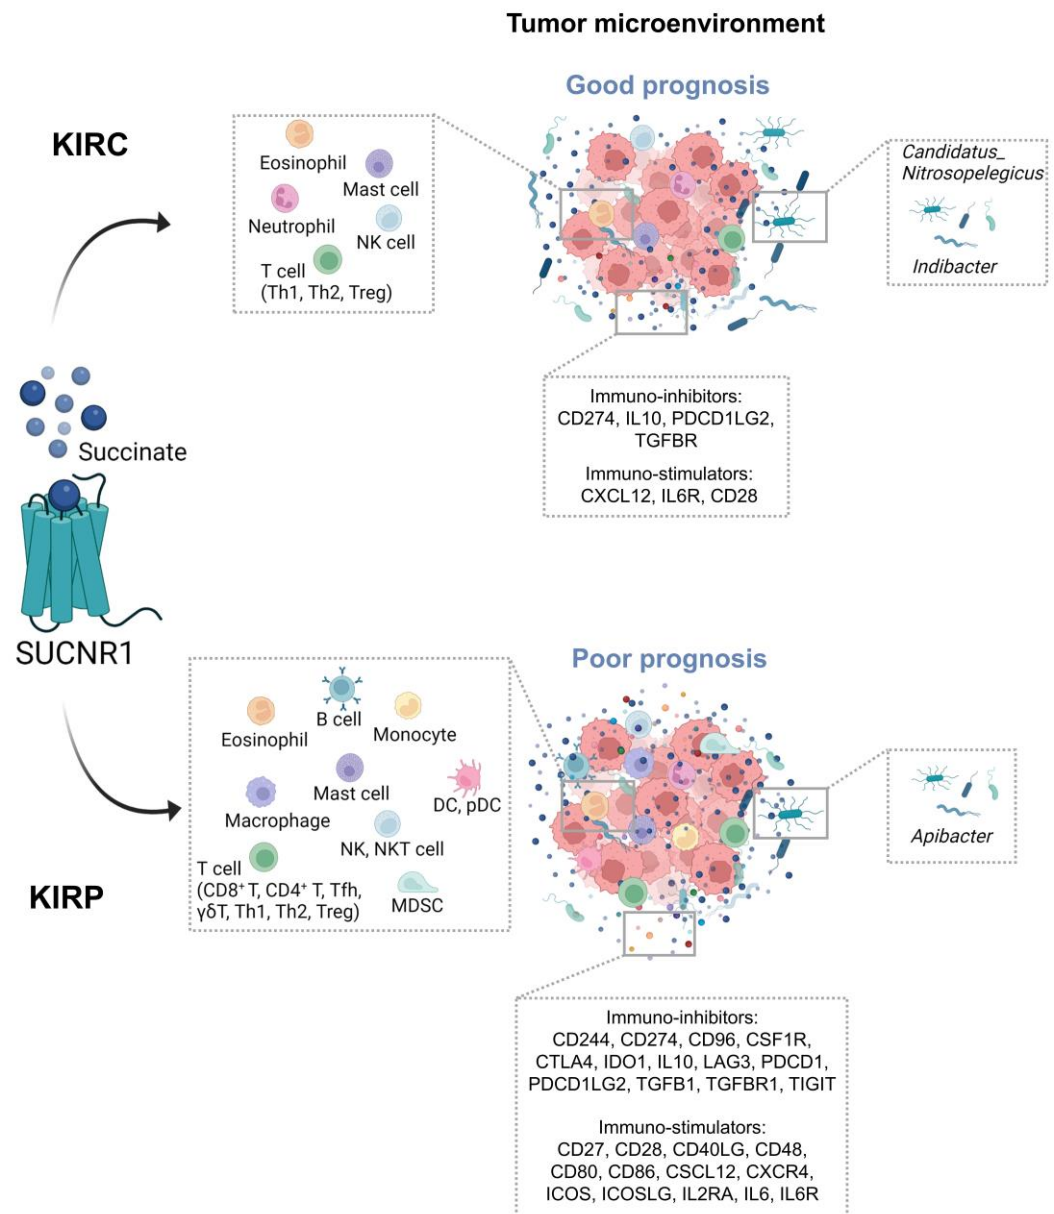 Tumor microenvironment
Good prognosis
KIRC
Eosinophil
Mast cell
Neutrophil
NK cell
T cell
(Th1, Th2, Treg)
Candidatus_
Nitrosopelegicus
Indibacter
Immuno-inhibitors:
CD274, IL10, PDCD1LG2,
TGFBR
Immuno-stimulators:
CXCL12, IL6R, CD28
Succinate
SUCNR1
Poor prognosis
KIRP
B cell
Eosinophil
Monocyte
Mast cell
DC, pDC
Macrophage
NK, NKT cell
T cell
(CD8⁺ T, CD4⁺ T, Tfh,
γδT, Th1, Th2, Treg)
MDSC
Apibacter
Immuno-inhibitors:
CD244, CD274, CD96, CSF1R,
CTLA4, IDO1, IL10, LAG3, PDCD1,
PDCD1LG2, TGFB1, TGFBR1, TIGIT
Immuno-stimulators:
CD27, CD28, CD40LG, CD48,
CD80, CD86, CSCL12, CXCR4,
ICOS, ICOSLG, IL2RA, IL6, IL6R